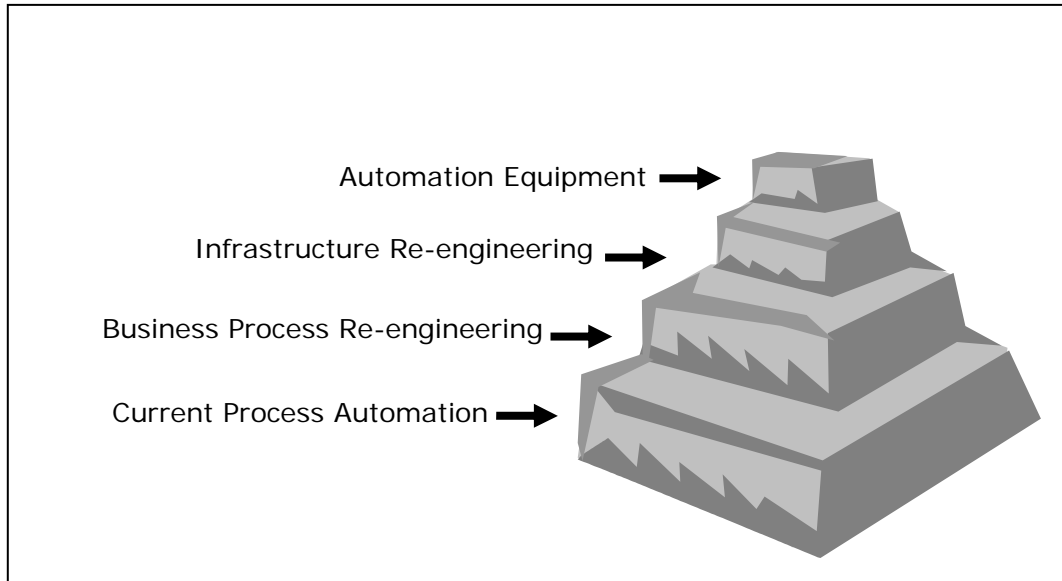 Automation Equipment
Infrastructure Re-engineering
Business Process Re-engineering
Current Process Automation